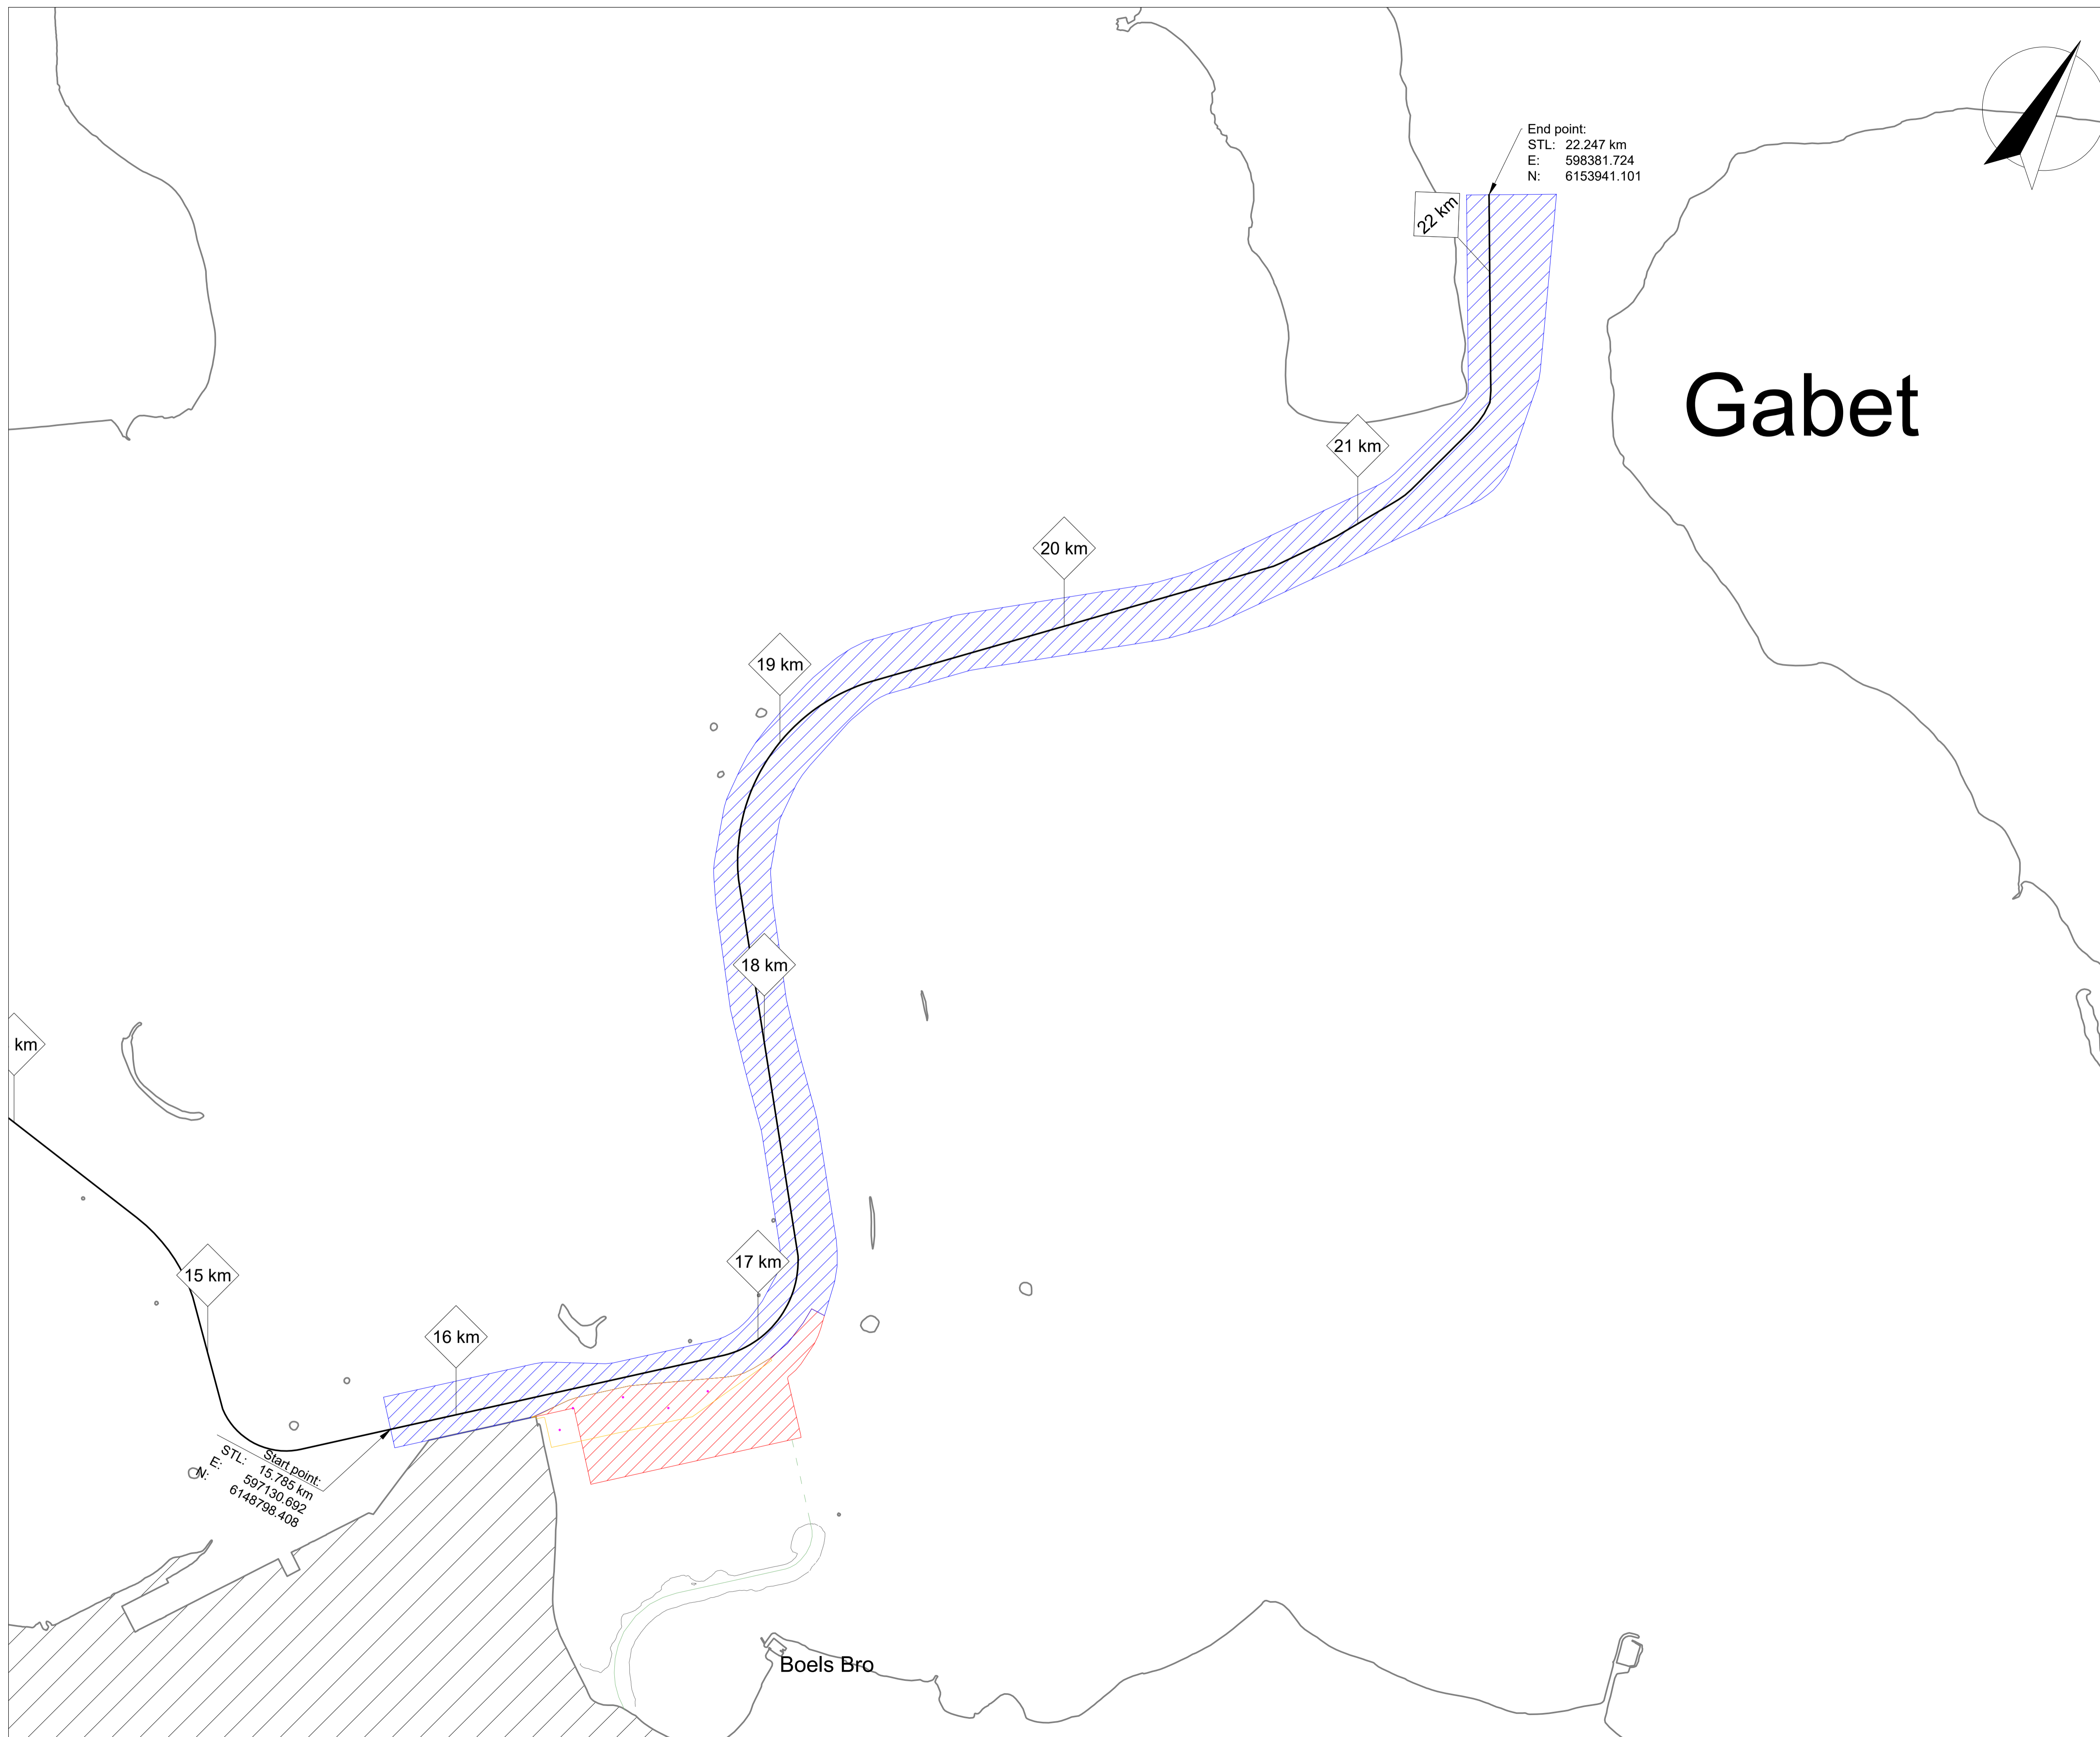 End point:
STL: 22.247 km
E: 598381.724
N: 6153941.101
22 km
Gabet
21 km
20 km
19 km
18 km
km
17 km
15 km
16 km
Start point:
STL: 15.785 km
E: 597130.692
N: 6148798.408
Boels Bro